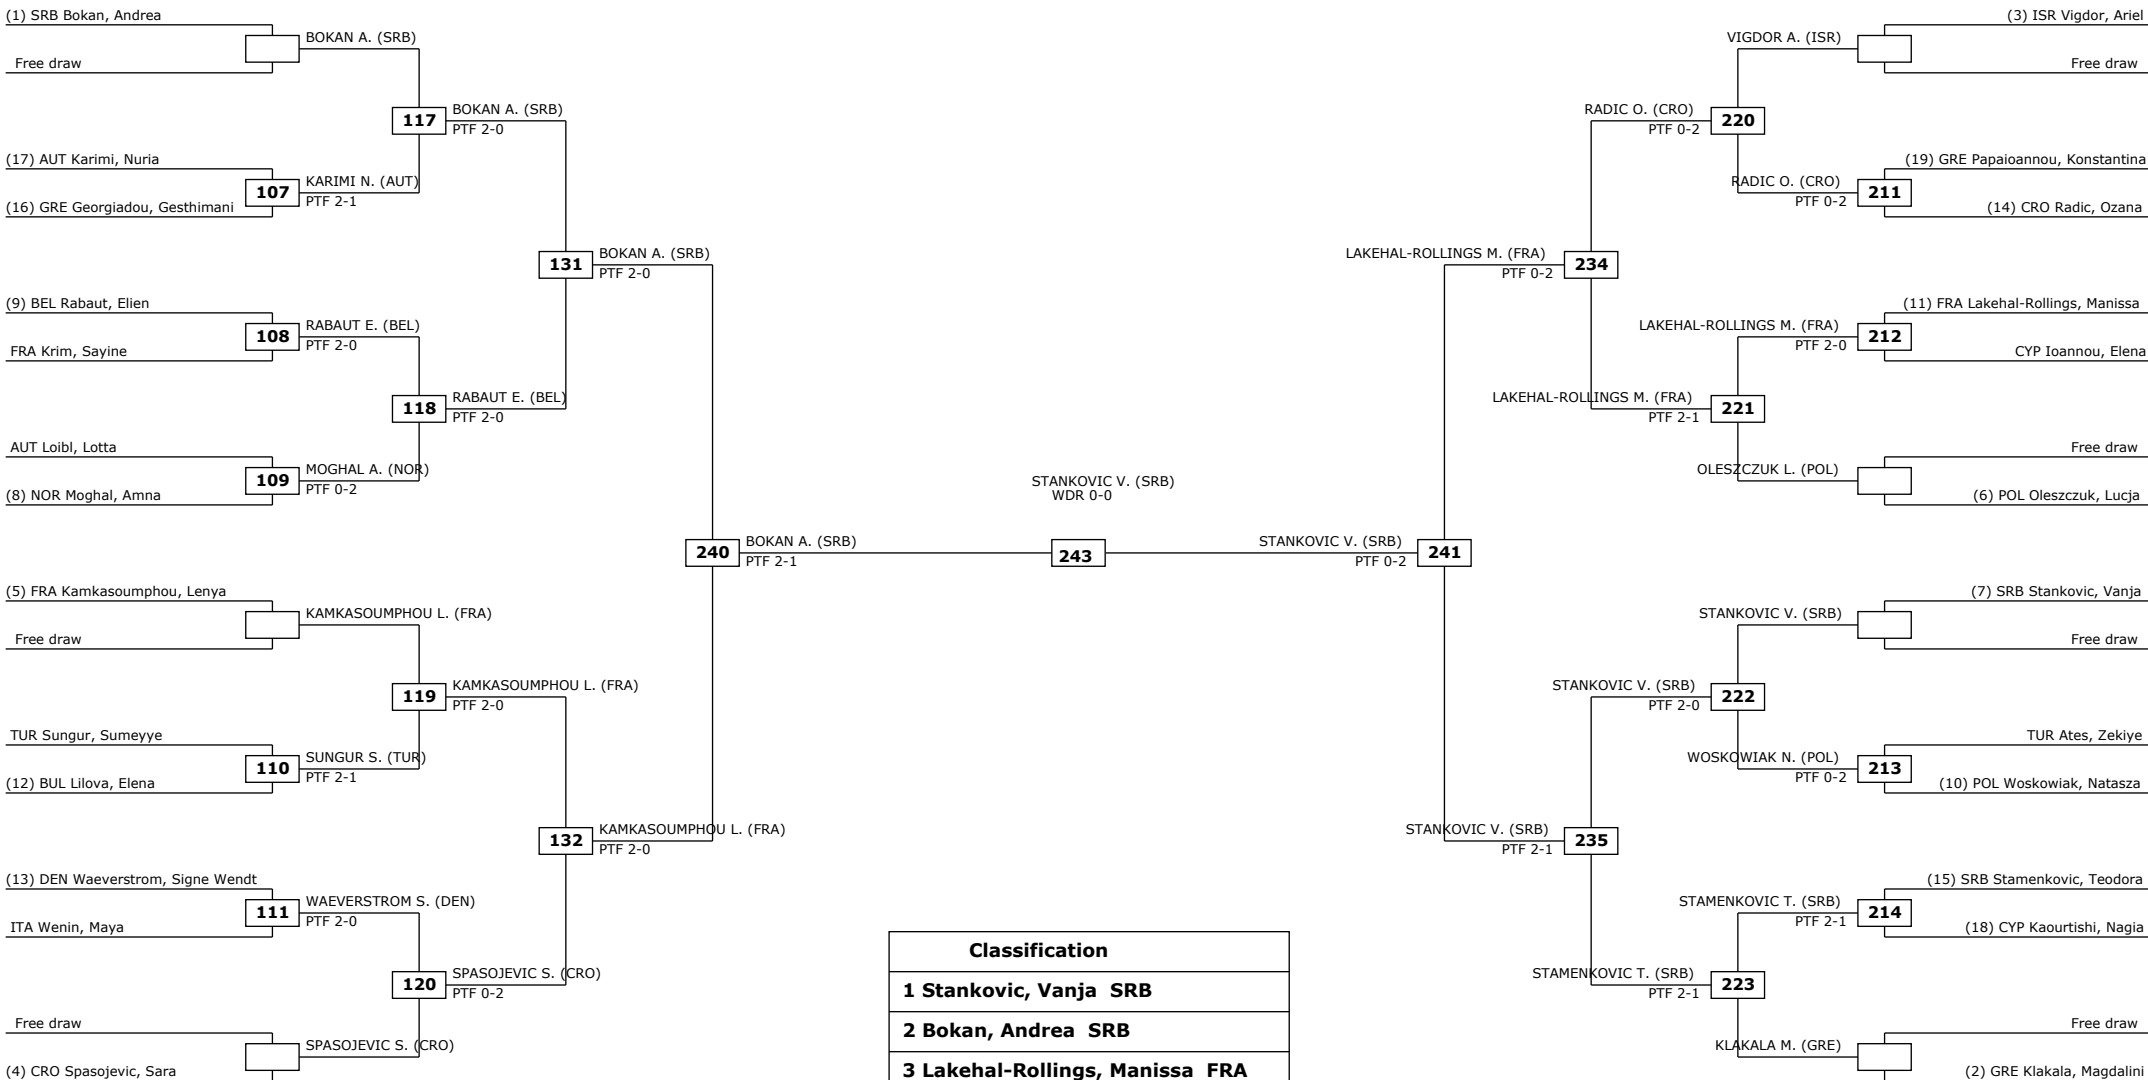 (1) SRB Bokan, Andrea
BOKAN A. (SRB)
Free draw
117 BOKAN A. (SRB)
PTF 2-0
(17) AUT Karimi, Nuria
107 KARIMI N. (AUT)
PTF 2-1
(16) GRE Georgiadou, Gesthimani
131 BOKAN A. (SRB)
PTF 2-0
(9) BEL Rabaut, Elien
108 RABAUT E. (BEL)
PTF 2-0
FRA Krim, Sayine
118 RABAUT E. (BEL)
PTF 2-0
AUT Loibl, Lotta
109 MOGHAL A. (NOR)
PTF 0-2
(8) NOR Moghal, Amna
240 BOKAN A. (SRB)
PTF 2-1
(5) FRA Kamkasoumphou, Lenya
KAMKASOUMPHOU L. (FRA)
Free draw
119 KAMKASOUMPHOU L. (FRA)
PTF 2-0
TUR Sungur, Sumeyye
110 SUNGUR S. (TUR)
PTF 2-1
(12) BUL Lilova, Elena
132 KAMKASOUMPHOU L. (FRA)
PTF 2-0
(13) DEN Waeverstrom, Signe Wendt
111 WAEVERSTROM S. (DEN)
PTF 2-0
ITA Wenin, Maya
120 SPASOJEVIC S. (CRO)
PTF 0-2
Free draw
SPASOJEVIC S. (CRO)
(4) CRO Spasojevic, Sara
STANKOVIC V. (SRB)
WDR 0-0
243
(3) ISR Vigdor, Ariel
VIGDOR A. (ISR)
Free draw
RADIC O. (CRO) 220
PTF 0-2
(19) GRE Papaioannou, Konstantina
RADIC O. (CRO) 211
PTF 0-2
(14) CRO Radic, Ozana
LAKEHAL-ROLLINGS M. (FRA) 234
PTF 0-2
(11) FRA Lakehal-Rollings, Manissa
LAKEHAL-ROLLINGS M. (FRA) 212
PTF 2-0
CYP Ioannou, Elena
LAKEHAL-ROLLINGS M. (FRA) 221
PTF 2-1
Free draw
OLESZCZUK L. (POL)
(6) POL Oleszczuk, Lucja
STANKOVIC V. (SRB) 241
PTF 0-2
(7) SRB Stankovic, Vanja
STANKOVIC V. (SRB)
Free draw
STANKOVIC V. (SRB) 222
PTF 2-0
TUR Ates, Zekiye
WOSKOWIAK N. (POL) 213
PTF 0-2
(10) POL Woskowiak, Natasza
STANKOVIC V. (SRB) 235
PTF 2-1
(15) SRB Stamenkovic, Teodora
STAMENKOVIC T. (SRB) 214
PTF 2-1
(18) CYP Kaourtishi, Nagia
STAMENKOVIC T. (SRB) 223
PTF 2-1
Free draw
KLAKALA M. (GRE)
(2) GRE Klakala, Magdalini
Classification
1 Stankovic, Vanja SRB
2 Bokan, Andrea SRB
3 Lakehal-Rollings, Manissa FRA